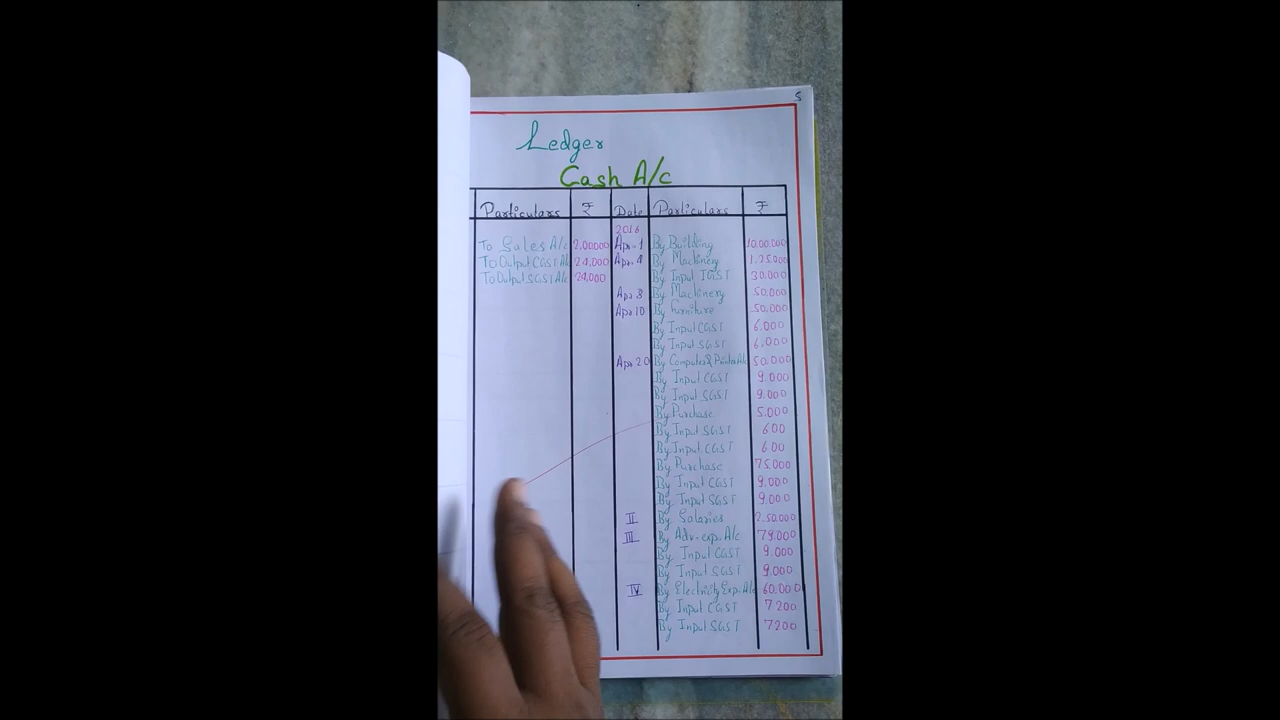 5
Ledger
Cash A/c
Particulars ₹ Date Particulars ₹
2016
To Sales A/c 2,00000 Apr-1 By Building 10,00.000
To Output CGST A/c 24,000 Apr.4 By Machinery 1,25.000
To Output SGST A/c 24,000 By Input IGST 30.000
Apr 8 By Machinery 50,000
Apr 10 By Furniture 50,000
By Input CGST 6.000
By Input SGST 6,000
Apr 20 By Computer & Printer A/c 50,000
By Input CGST 9.000
By Input SGST 9.000
By Purchase 5.000
By Input SGST 600
By Input CGST 600
By Purchase 75.000
By Input CGST 9.000
By Input SGST 9.000
II By Salaries 2.50.000
III By Adv. exp. A/c 79.000
By Input CGST 9.000
By Input SGST 9.000
IV By Electricity Exp. A/c 60.000
By Input CGST 7200
By Input SGST 7200